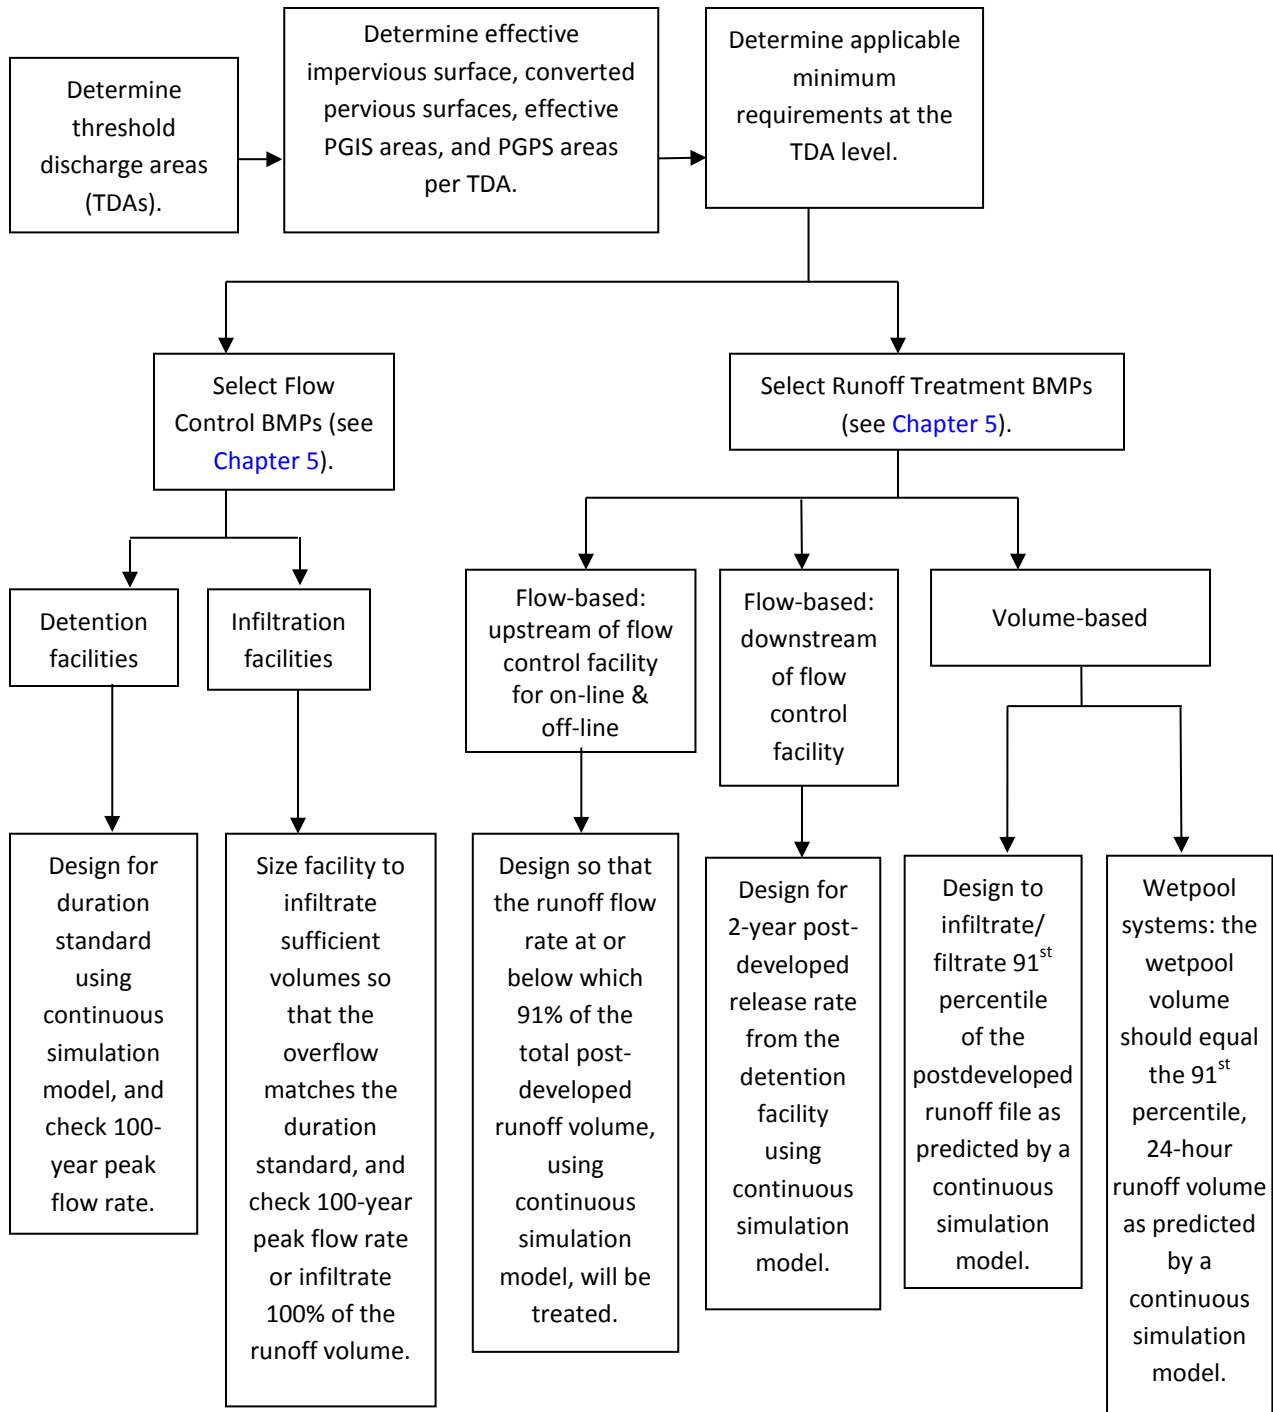 Determine
threshold
discharge areas
(TDAs).
Determine effective
impervious surface, converted
pervious surfaces, effective
PGIS areas, and PGPS areas
per TDA.
Determine applicable
minimum
requirements at the
TDA level.
Select Flow
Control BMPs (see
Chapter 5).
Select Runoff Treatment BMPs
(see Chapter 5).
Detention
facilities
Infiltration
facilities
Flow-based:
upstream of flow
control facility
for on-line &
off-line
Flow-based:
downstream
of flow
control
facility
Volume-based
Design for
duration
standard
using
continuous
simulation
model, and
check 100-
year peak
flow rate.
Size facility to
infiltrate
sufficient
volumes so
that the
overflow
matches the
duration
standard, and
check 100-year
peak flow rate
or infiltrate
100% of the
runoff volume.
Design so that
the runoff flow
rate at or
below which
91% of the
total post-
developed
runoff volume,
using
continuous
simulation
model, will be
treated.
Design for
2-year post-
developed
release rate
from the
detention
facility
using
continuous
simulation
model.
Design to
infiltrate/
filtrate 91st
percentile
of the
postdeveloped
runoff file as
predicted by a
continuous
simulation
model.
Wetpool
systems: the
wetpool
volume
should equal
the 91st
percentile,
24-hour
runoff volume
as predicted
by a
continuous
simulation
model.